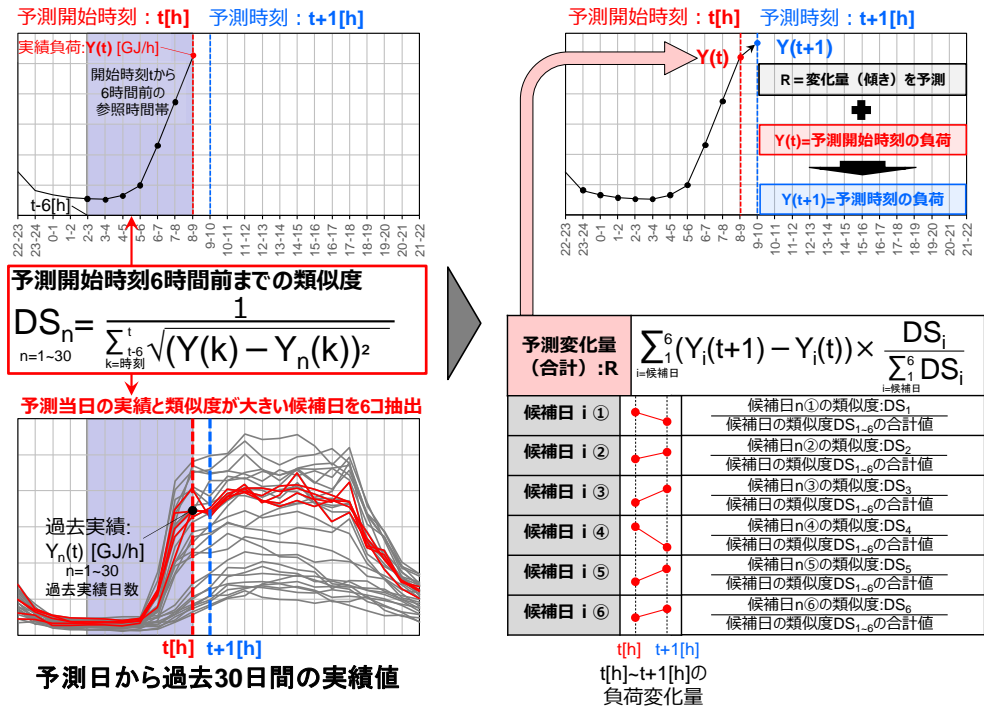 予測開始時刻：t[h]
予測時刻：t+1[h]
実績負荷:Y(t) [GJ/h]
開始時刻tから
6時間前の
参照時間帯
t-6[h]
22-23
23-24
0-1
1-2
2-3
3-4
4-5
5-6
6-7
7-8
8-9
9-10
10-11
11-12
12-13
13-14
14-15
15-16
16-17
17-18
18-19
19-20
20-21
21-22
予測開始時刻6時間前までの類似度
DSn= 1 / ∑ t t-6 k=時刻 √(Y(k) − Yn(k))²
n=1~30
予測当日の実績と類似度が大きい候補日を6コ抽出
過去実績:
Yn(t) [GJ/h]
n=1~30
過去実績日数
t[h]
t+1[h]
予測日から過去30日間の実績値
予測開始時刻：t[h]
予測時刻：t+1[h]
Y(t)
Y(t+1)
R＝変化量（傾き）を予測
Y(t)=予測開始時刻の負荷
Y(t+1)=予測時刻の負荷
22-23
23-24
0-1
1-2
2-3
3-4
4-5
5-6
6-7
7-8
8-9
9-10
10-11
11-12
12-13
13-14
14-15
15-16
16-17
17-18
18-19
19-20
20-21
21-22
予測変化量
（合計）:R
∑ 6 1 i=候補日 (Yi(t+1) − Yi(t)) × DSi / ∑ 6 1 i=候補日 DSi
候補日 i ①
候補日n①の類似度:DS1
候補日の類似度DS1~6の合計値
候補日 i ②
候補日n②の類似度:DS2
候補日の類似度DS1~6の合計値
候補日 i ③
候補日n③の類似度:DS3
候補日の類似度DS1~6の合計値
候補日 i ④
候補日n④の類似度:DS4
候補日の類似度DS1~6の合計値
候補日 i ⑤
候補日n⑤の類似度:DS5
候補日の類似度DS1~6の合計値
候補日 i ⑥
候補日n⑥の類似度:DS6
候補日の類似度DS1~6の合計値
t[h]
t+1[h]
t[h]~t+1[h]の
負荷変化量